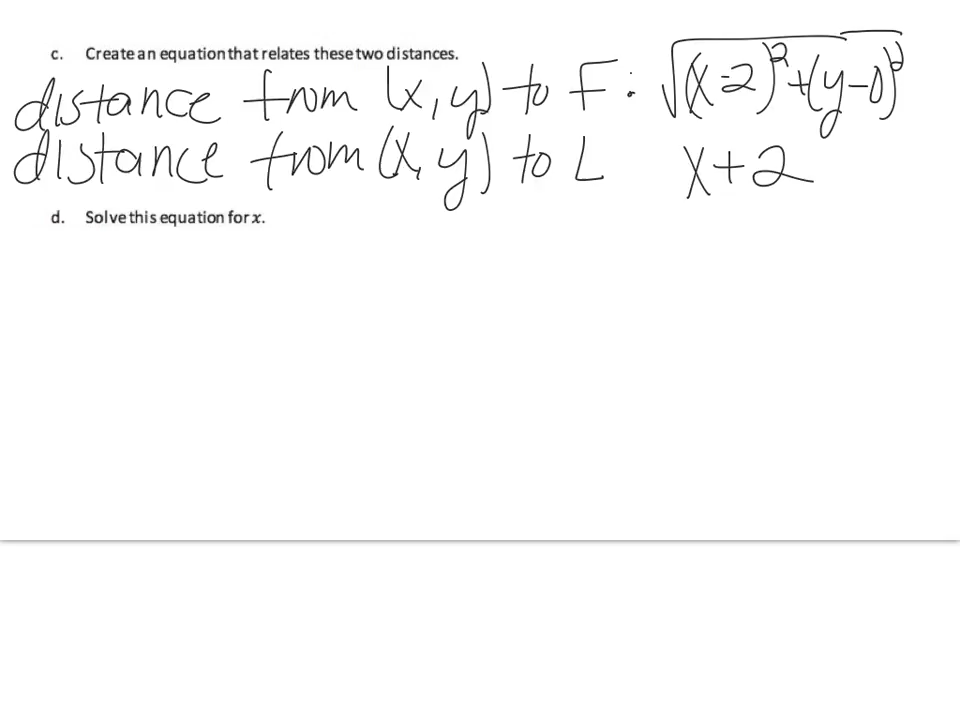 c. Create an equation that relates these two distances.
distance from (x,y) to F: √(x-2)²+(y-0)²
distance from (x,y) to L x+2
d. Solve this equation for x.